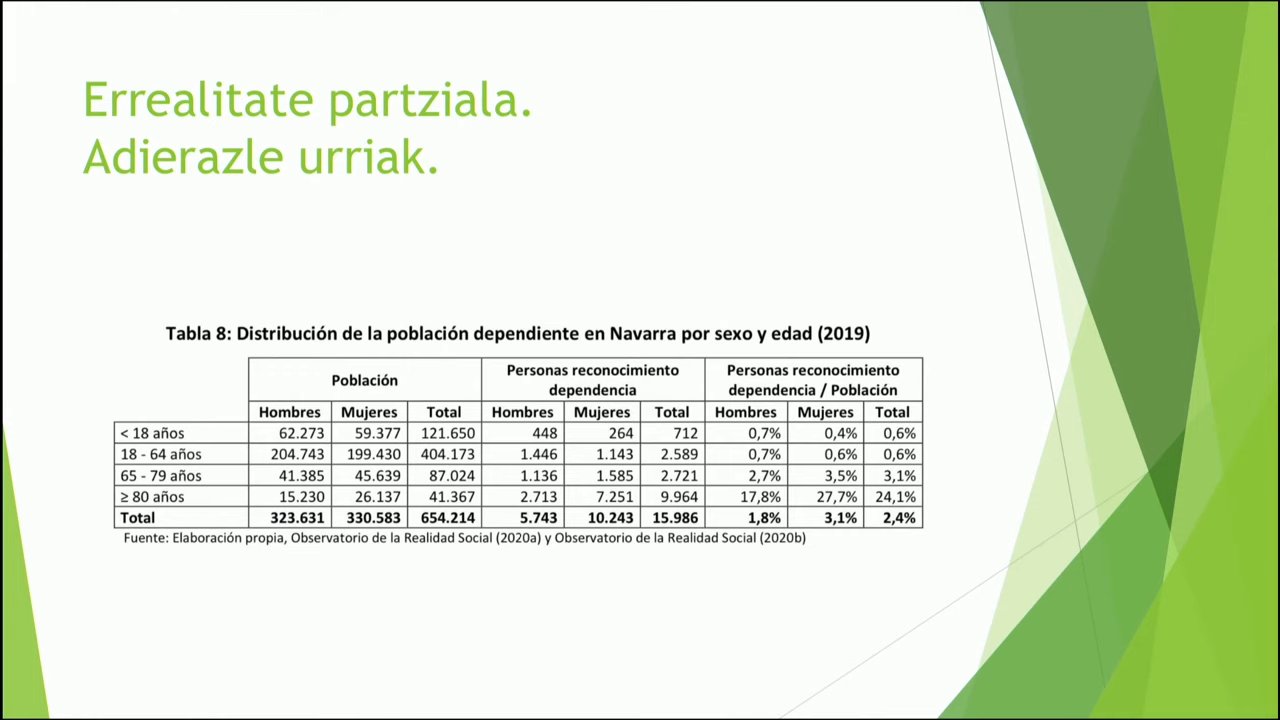 Errealitate partziala.
Adierazle urriak.
Tabla 8: Distribución de la población dependiente en Navarra por sexo y edad (2019)
Población Personas reconocimiento dependencia Personas reconocimiento dependencia / Población
Hombres Mujeres Total Hombres Mujeres Total Hombres Mujeres Total
< 18 años 62.273 59.377 121.650 448 264 712 0,7% 0,4% 0,6%
18 - 64 años 204.743 199.430 404.173 1.446 1.143 2.589 0,7% 0,6% 0,6%
65 - 79 años 41.385 45.639 87.024 1.136 1.585 2.721 2,7% 3,5% 3,1%
≥ 80 años 15.230 26.137 41.367 2.713 7.251 9.964 17,8% 27,7% 24,1%
Total 323.631 330.583 654.214 5.743 10.243 15.986 1,8% 3,1% 2,4%
Fuente: Elaboración propia, Observatorio de la Realidad Social (2020a) y Observatorio de la Realidad Social (2020b)